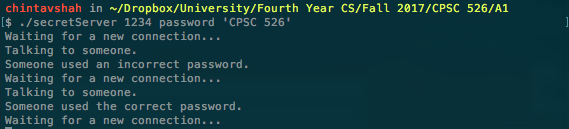 chintavshah in ~/Dropbox/University/Fourth Year CS/Fall 2017/CPSC 526/A1
[$ ./secretServer 1234 password 'CPSC 526' ]
Waiting for a new connection...
Talking to someone.
Someone used an incorrect password.
Waiting for a new connection...
Talking to someone.
Someone used the correct password.
Waiting for a new connection...